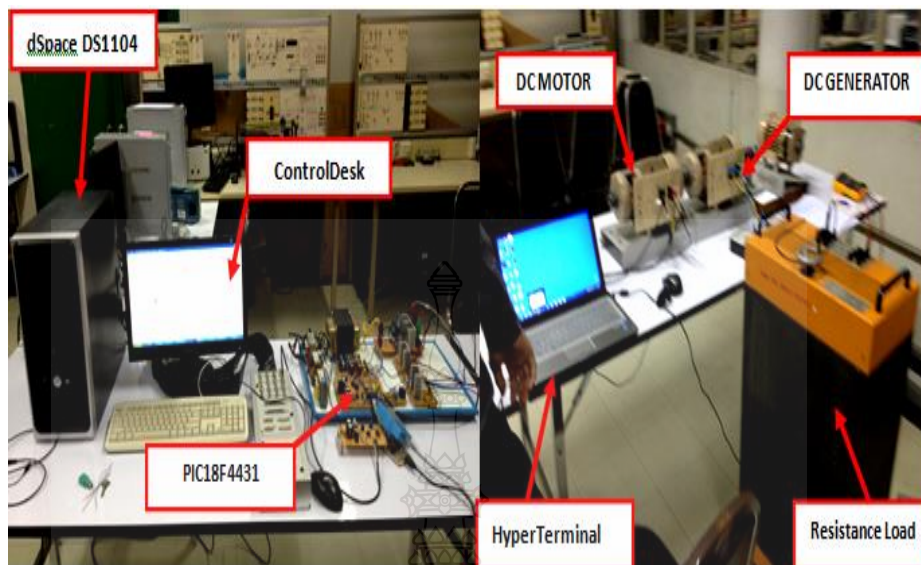 dSpace DS1104
DC MOTOR
DC GENERATOR
ControlDesk
PIC18F4431
HyperTerminal
Resistance Load